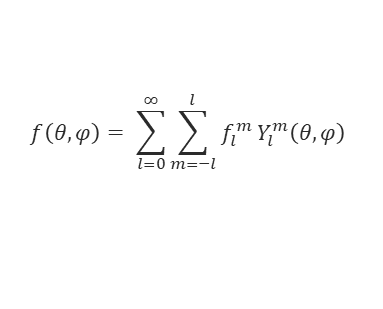 f(θ,φ) = ∑_{l=0}^{∞} ∑_{m=−l}^{l} f_l^m Y_l^m(θ,φ)